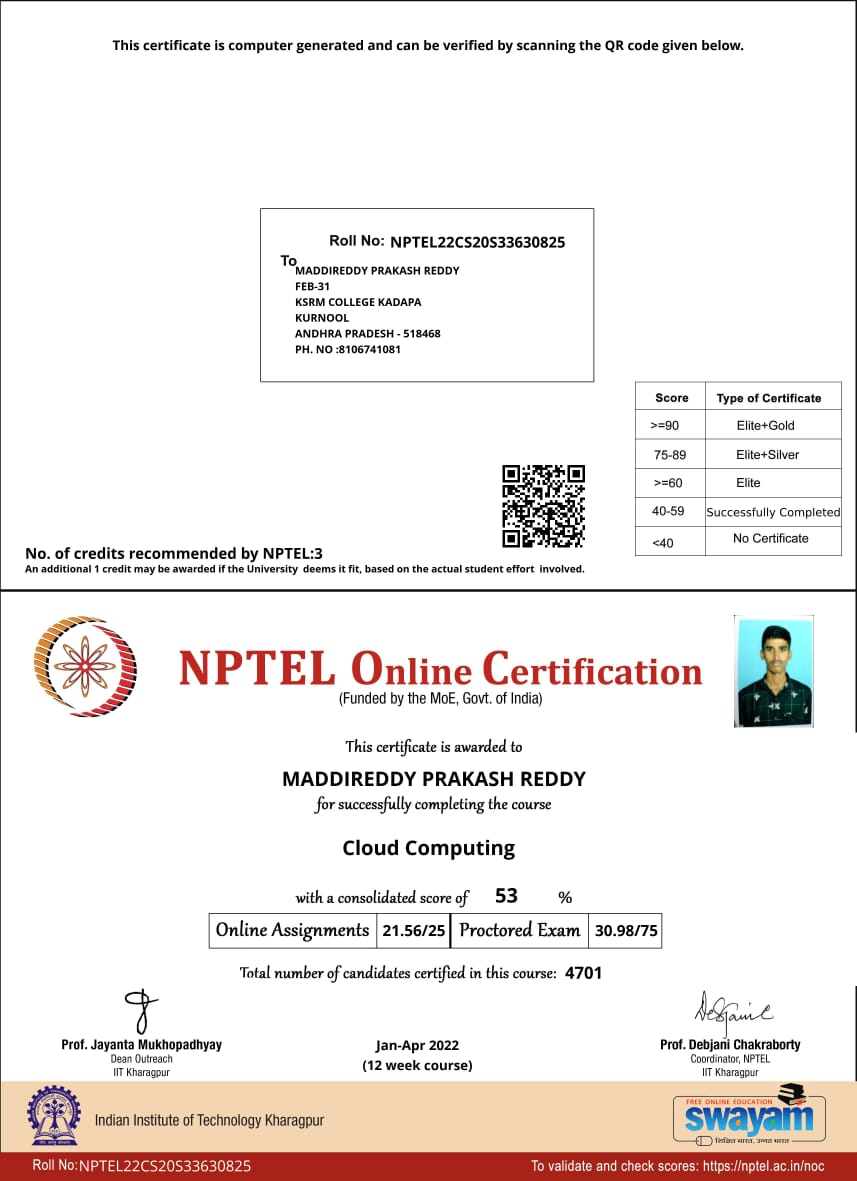 This certificate is computer generated and can be verified by scanning the QR code given below.
Roll No: NPTEL22CS20S33630825
To
MADDIREDDY PRAKASH REDDY
FEB-31
KSRM COLLEGE KADAPA
KURNOOL
ANDHRA PRADESH - 518468
PH. NO :8106741081
Score Type of Certificate
>=90 Elite+Gold
75-89 Elite+Silver
>=60 Elite
40-59 Successfully Completed
<40 No Certificate
No. of credits recommended by NPTEL:3
An additional 1 credit may be awarded if the University deems it fit, based on the actual student effort involved.
NPTEL Online Certification
(Funded by the MoE, Govt. of India)
This certificate is awarded to
MADDIREDDY PRAKASH REDDY
for successfully completing the course
Cloud Computing
with a consolidated score of 53 %
Online Assignments 21.56/25 Proctored Exam 30.98/75
Total number of candidates certified in this course: 4701
Prof. Jayanta Mukhopadhyay
Dean Outreach
IIT Kharagpur
Jan-Apr 2022
(12 week course)
Prof. Debjani Chakraborty
Coordinator, NPTEL
IIT Kharagpur
Indian Institute of Technology Kharagpur
FREE ONLINE EDUCATION
swayam
शिक्षित भारत, उन्नत भारत
Roll No:NPTEL22CS20S33630825
To validate and check scores: https://nptel.ac.in/noc